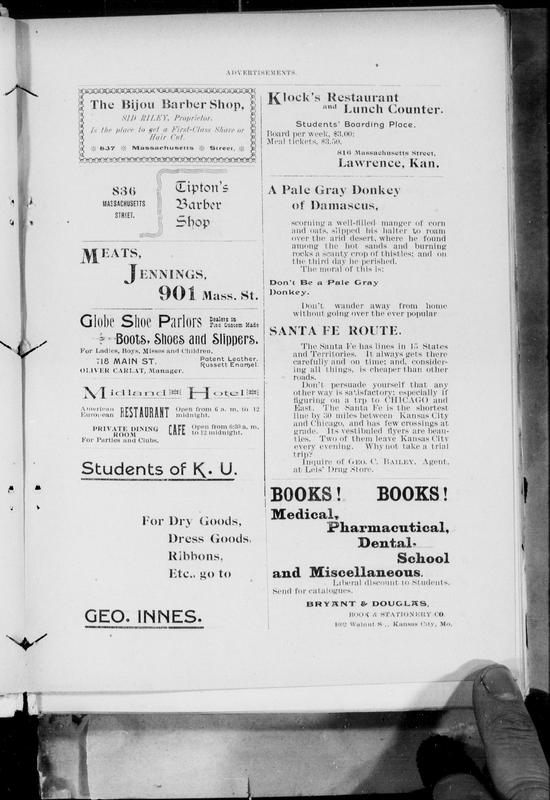 ADVERTISEMENTS.
The Bijou Barber Shop,
SID RILEY, Proprietor.
Is the place to get a First-Class Shave or
Hair Cut.
837 Massachusetts Street.
836
MASSACHUSETTS
STREET.
Tipton's
Barber
Shop
MEATS,
JENNINGS,
901 Mass. St.
Globe Shoe Parlors Dealers in
Fine Custom Made
Boots, Shoes and Slippers.
For Ladies, Boys, Misses and Children,
718 MAIN ST.
OLIVER CARLAT, Manager.
Patent Leather.
Russett Enamel.
Midland Hotel
American
European
RESTAURANT
Open from 6 a. m. to 12
midnight.
PRIVATE DINING
ROOM
For Parties and Clubs.
CAFE
Open from 6:30 a. m.
to 12 midnight.
Students of K. U.
For Dry Goods,
Dress Goods,
Ribbons,
Etc., go to
GEO. INNES.
Klock's Restaurant
and Lunch Counter.
Students' Boarding Place.
Board per week, $3.00:
Meal tickets, $3.50.
816 Massachusetts Street,
Lawrence, Kan.
A Pale Gray Donkey
of Damascus,
scorning a well-filled manger of corn
and oats, slipped his halter to roam
over the arid desert, where he found
among the hot sands and burning
rocks a scanty crop of thistles; and on
the third day he perished.
The moral of this is:
Don't Be a Pale Gray
Donkey.
Don't wander away from home
without going over the ever popular
SANTA FE ROUTE.
The Santa Fe has lines in 15 States
and Territories. It always gets there
carefully and on time; and, consider-
ing all things, is cheaper than other
roads.
Don't persuade yourself that any
other way is satisfactory; especially if
figuring on a trp to CHICAGO and
East. The Santa Fe is the shortest
line by 30 miles between Kansas City
and Chicago, and has few crossings at
grade. Its vestibuled flyers are beau-
ties. Two of them leave Kansas City
every evening. Why not take a trial
trip?
Inquire of GEO. C. BAILEY, Agent,
at Leis' Drug Store.
BOOKS! BOOKS!
Medical,
Pharmacutical,
Dental-
School
and Miscellaneous.
Liberal discount to Students.
Send for catalogues.
BRYANT & DOUGLAS,
BOOK & STATIONERY CO.
1002 Walnut St., Kansas City, Mo.